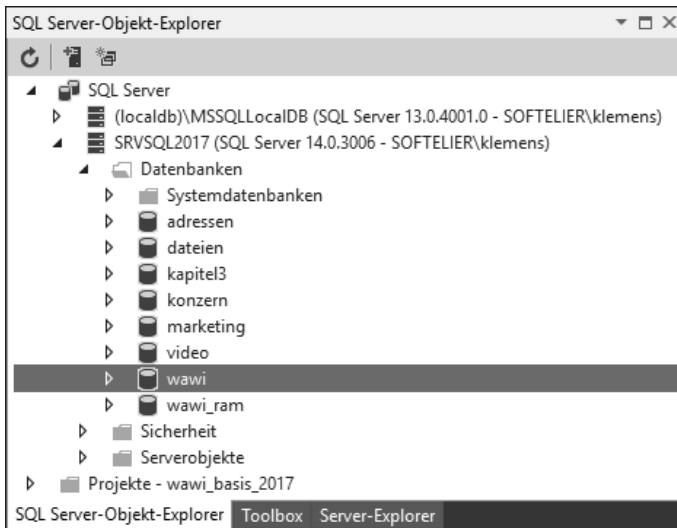 SQL Server-Objekt-Explorer
SQL Server
(localdb)\MSSQLLocalDB (SQL Server 13.0.4001.0 - SOFTELIER\klemens)
SRVSQL2017 (SQL Server 14.0.3006 - SOFTELIER\klemens)
Datenbanken
Systemdatenbanken
adressen
dateien
kapitel3
konzern
marketing
video
wawi
wawi_ram
Sicherheit
Serverobjekte
Projekte - wawi_basis_2017
SQL Server-Objekt-Explorer Toolbox Server-Explorer